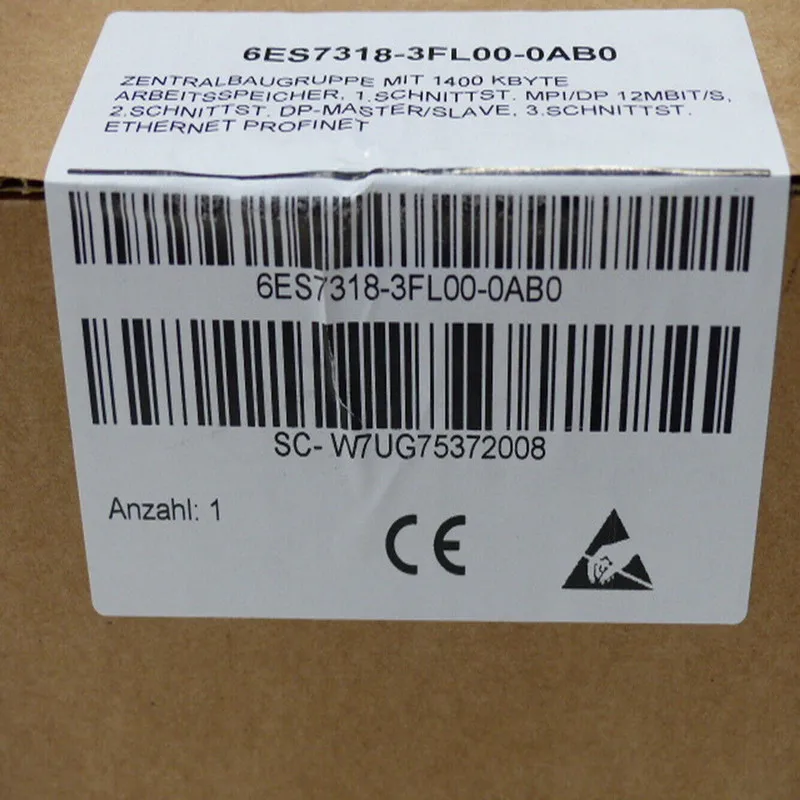 6ES7318-3FL00-0AB0
ZENTRALBAUGRUPPE MIT 1400 KBYTE
ARBEITSSPEICHER, 1.SCHNITTST. MPI/DP 12MBIT/S,
2.SCHNITTST. DP-MASTER/SLAVE, 3.SCHNITTST.
ETHERNET PROFINET
6ES7318-3FL00-0AB0
SC- W7UG75372008
Anzahl: 1
CE